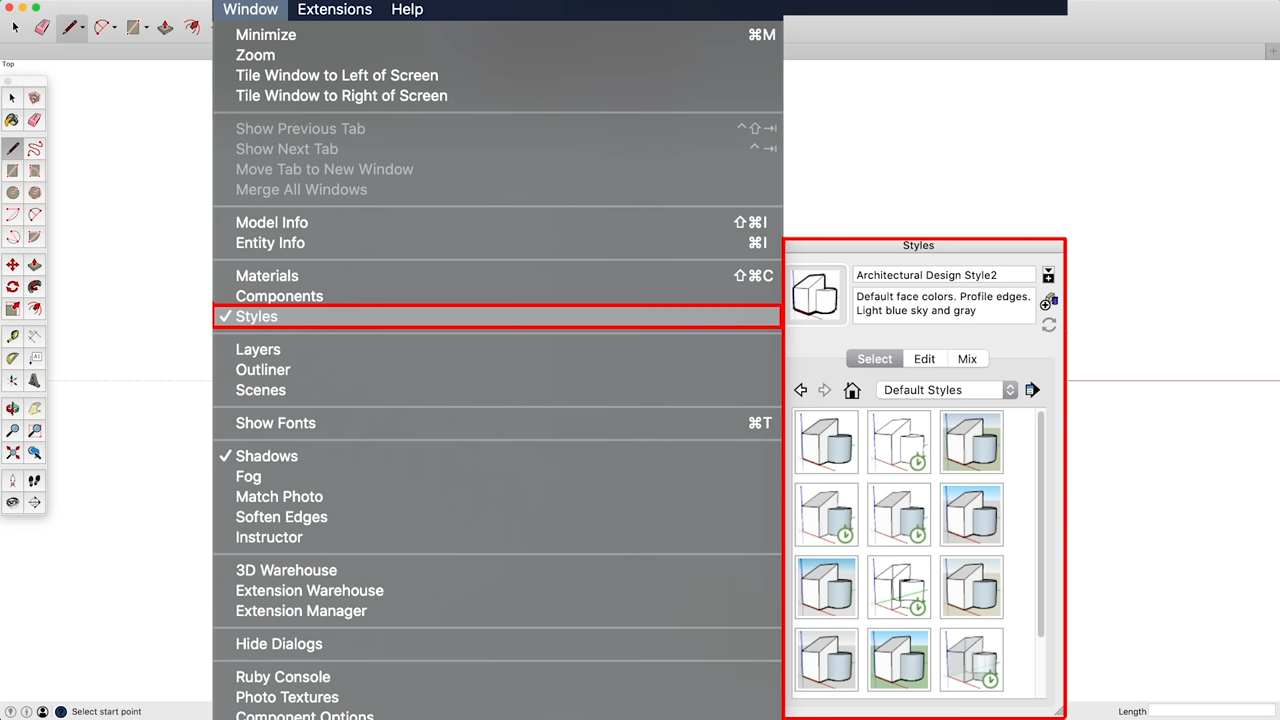 Window Extensions Help
Minimize ⌘M
Zoom
Tile Window to Left of Screen
Tile Window to Right of Screen
Show Previous Tab ⌃⇧⇥
Show Next Tab ⌃⇥
Move Tab to New Window
Merge All Windows
Model Info ⇧⌘I
Entity Info ⌘I
Materials ⇧⌘C
Components
✓ Styles
Layers
Outliner
Scenes
Show Fonts ⌘T
✓ Shadows
Fog
Match Photo
Soften Edges
Instructor
3D Warehouse
Extension Warehouse
Extension Manager
Hide Dialogs
Ruby Console
Photo Textures
Component Options
Top
Styles
Architectural Design Style2
Default face colors. Profile edges.
Light blue sky and gray
Select Edit Mix
Default Styles
Select start point
Length